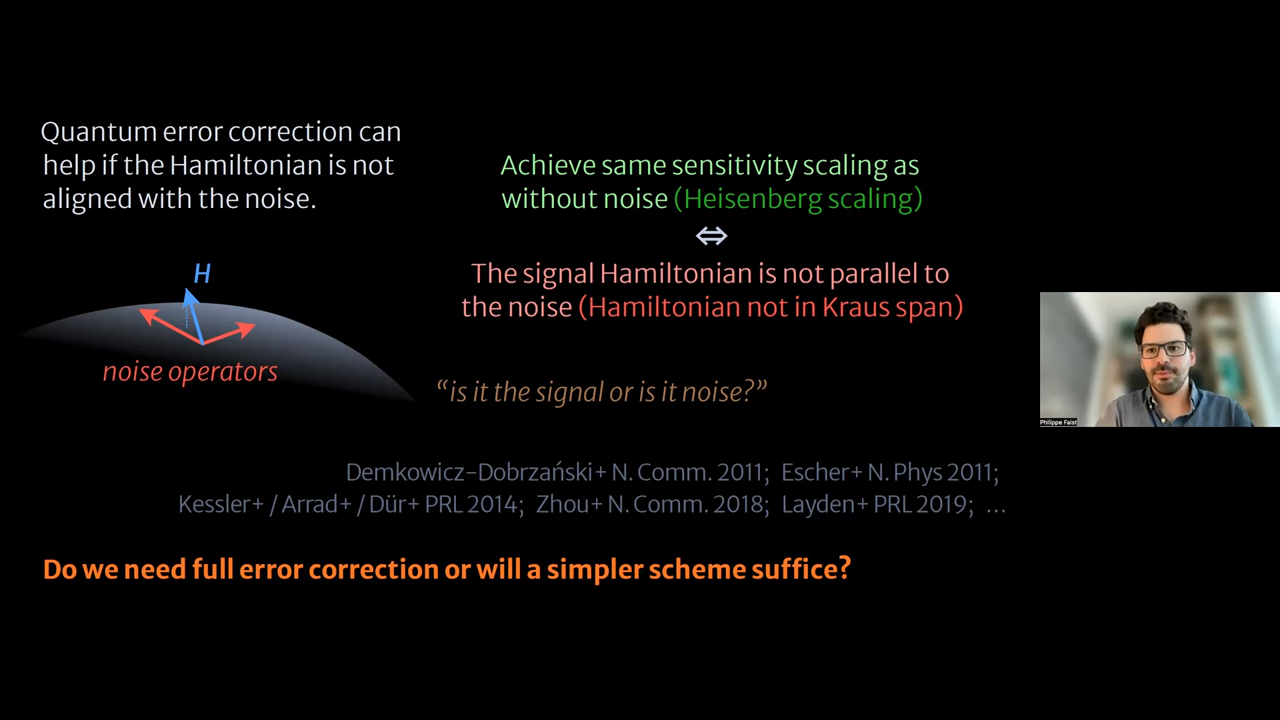 Quantum error correction can
help if the Hamiltonian is not
aligned with the noise.
H
noise operators
Achieve same sensitivity scaling as
without noise (Heisenberg scaling)
⇔
The signal Hamiltonian is not parallel to
the noise (Hamiltonian not in Kraus span)
“is it the signal or is it noise?”
Demkowicz-Dobrzański+ N. Comm. 2011; Escher+ N. Phys 2011;
Kessler+ / Arrad+ / Dür+ PRL 2014; Zhou+ N. Comm. 2018; Layden+ PRL 2019; ...
Do we need full error correction or will a simpler scheme suffice?
Philippe Faist